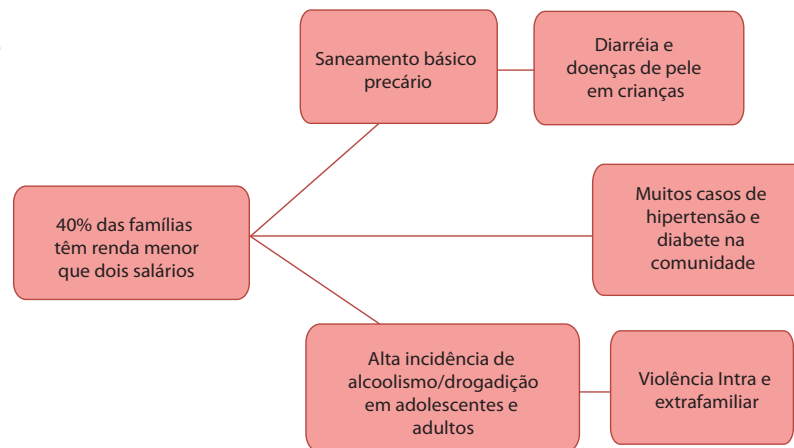 Saneamento básico
precário
Diarréia e
doenças de pele
em crianças
40% das famílias
têm renda menor
que dois salários
Muitos casos de
hipertensão e
diabete na
comunidade
Alta incidência de
alcoolismo/drogadição
em adolescentes e
adultos
Violência Intra e
extrafamiliar